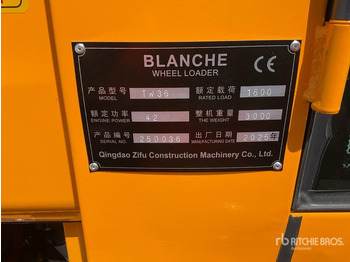 BLANCHE
WHEEL LOADER
CE
产品型号 MODEL TW36 额定载荷 RATED LOAD 1600
额定功率 ENGINE POWER 42 整机重量 THE WEIGHT 3000
产品编号 SERIAL NO. 250036 出厂日期 MANUFACTURING DATE 2025年
Qingdao Zifu Construction Machinery Co., Ltd.
RITCHIE BROS.